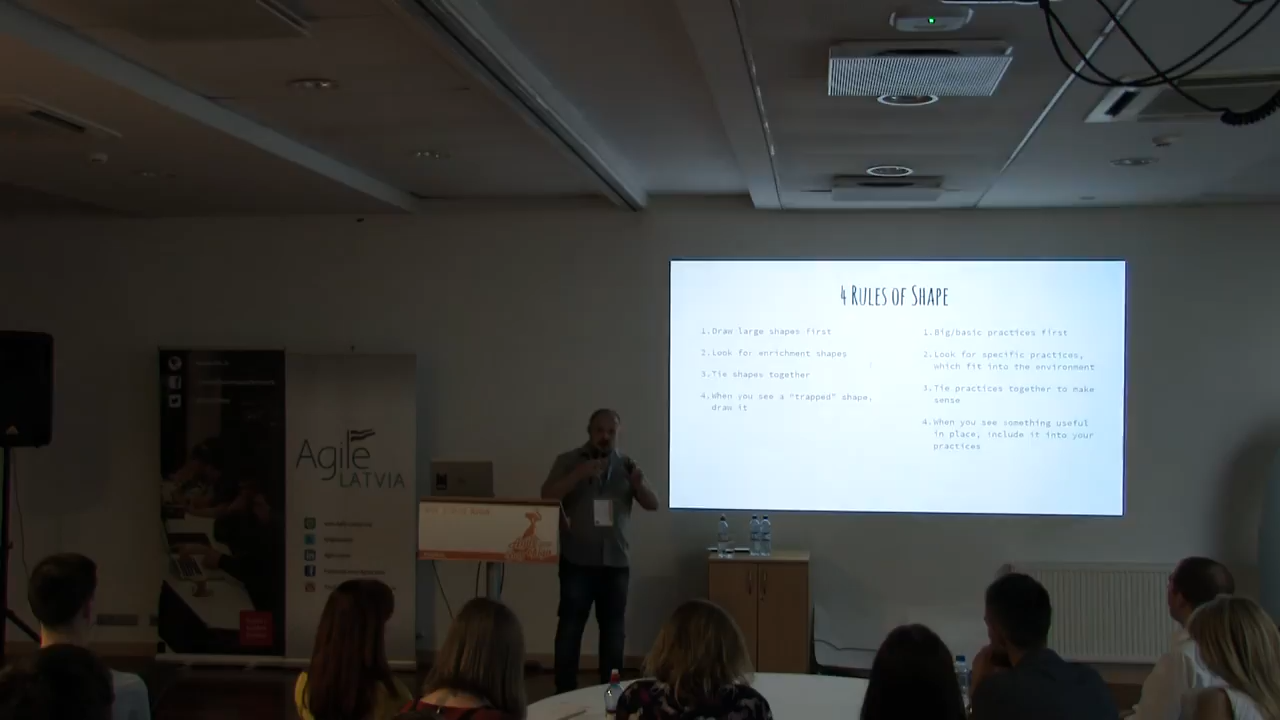 4 RULES OF SHAPE
1.Draw large shapes first
2.Look for enrichment shapes
3.Tie shapes together
4.When you see a "trapped" shape,
draw it
1.Big/basic practices first
2.Look for specific practices,
which fit into the environment
3.Tie practices together to make
sense
4.When you see something useful
in place, include it into your
practices
Agile
LATVIA